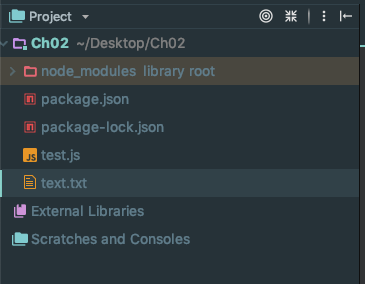 Project
Ch02 ~/Desktop/Ch02
node_modules library root
package.json
package-lock.json
test.js
text.txt
External Libraries
Scratches and Consoles